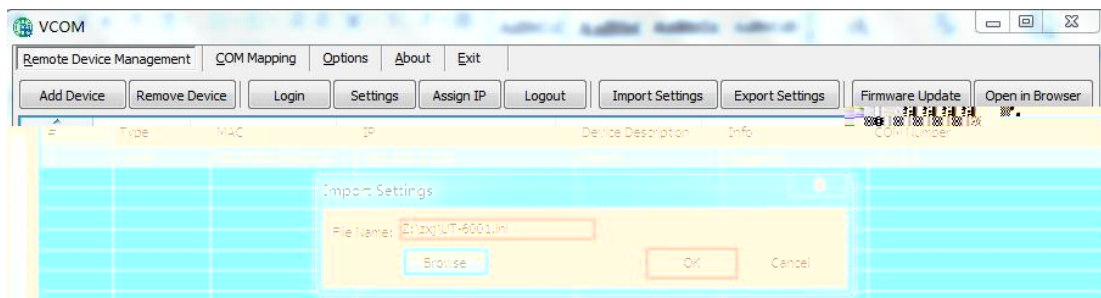 VCOM
Remote Device Management COM Mapping Options About Exit
Add Device Remove Device Login Settings Assign IP Logout Import Settings Export Settings Firmware Update Open in Browser
# Type MAC IP Device Description Info COM Number
Import Settings
File Name: Z:\zxj\UT-6001.ini
Browse OK Cancel